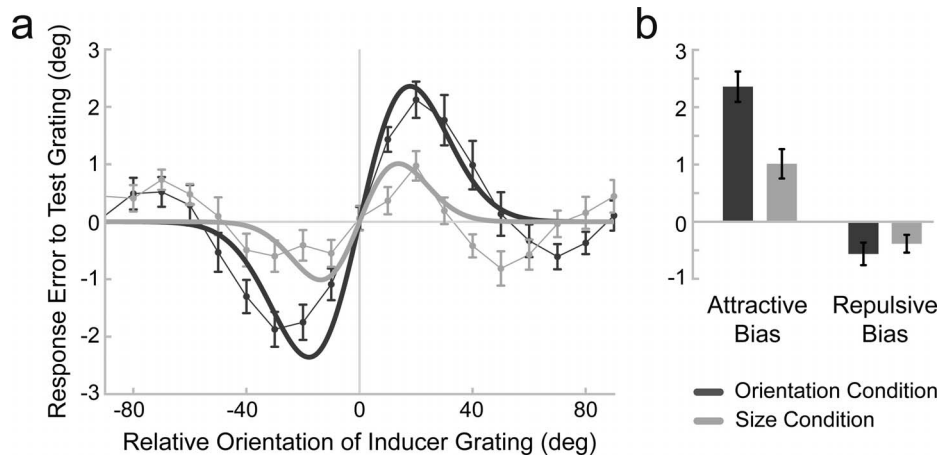 a
b
Response Error to Test Grating (deg)
3
2
1
0
-1
-2
-3
-80
-40
0
40
80
Relative Orientation of Inducer Grating (deg)
3
2
1
0
-1
Attractive
Bias
Repulsive
Bias
Orientation Condition
Size Condition